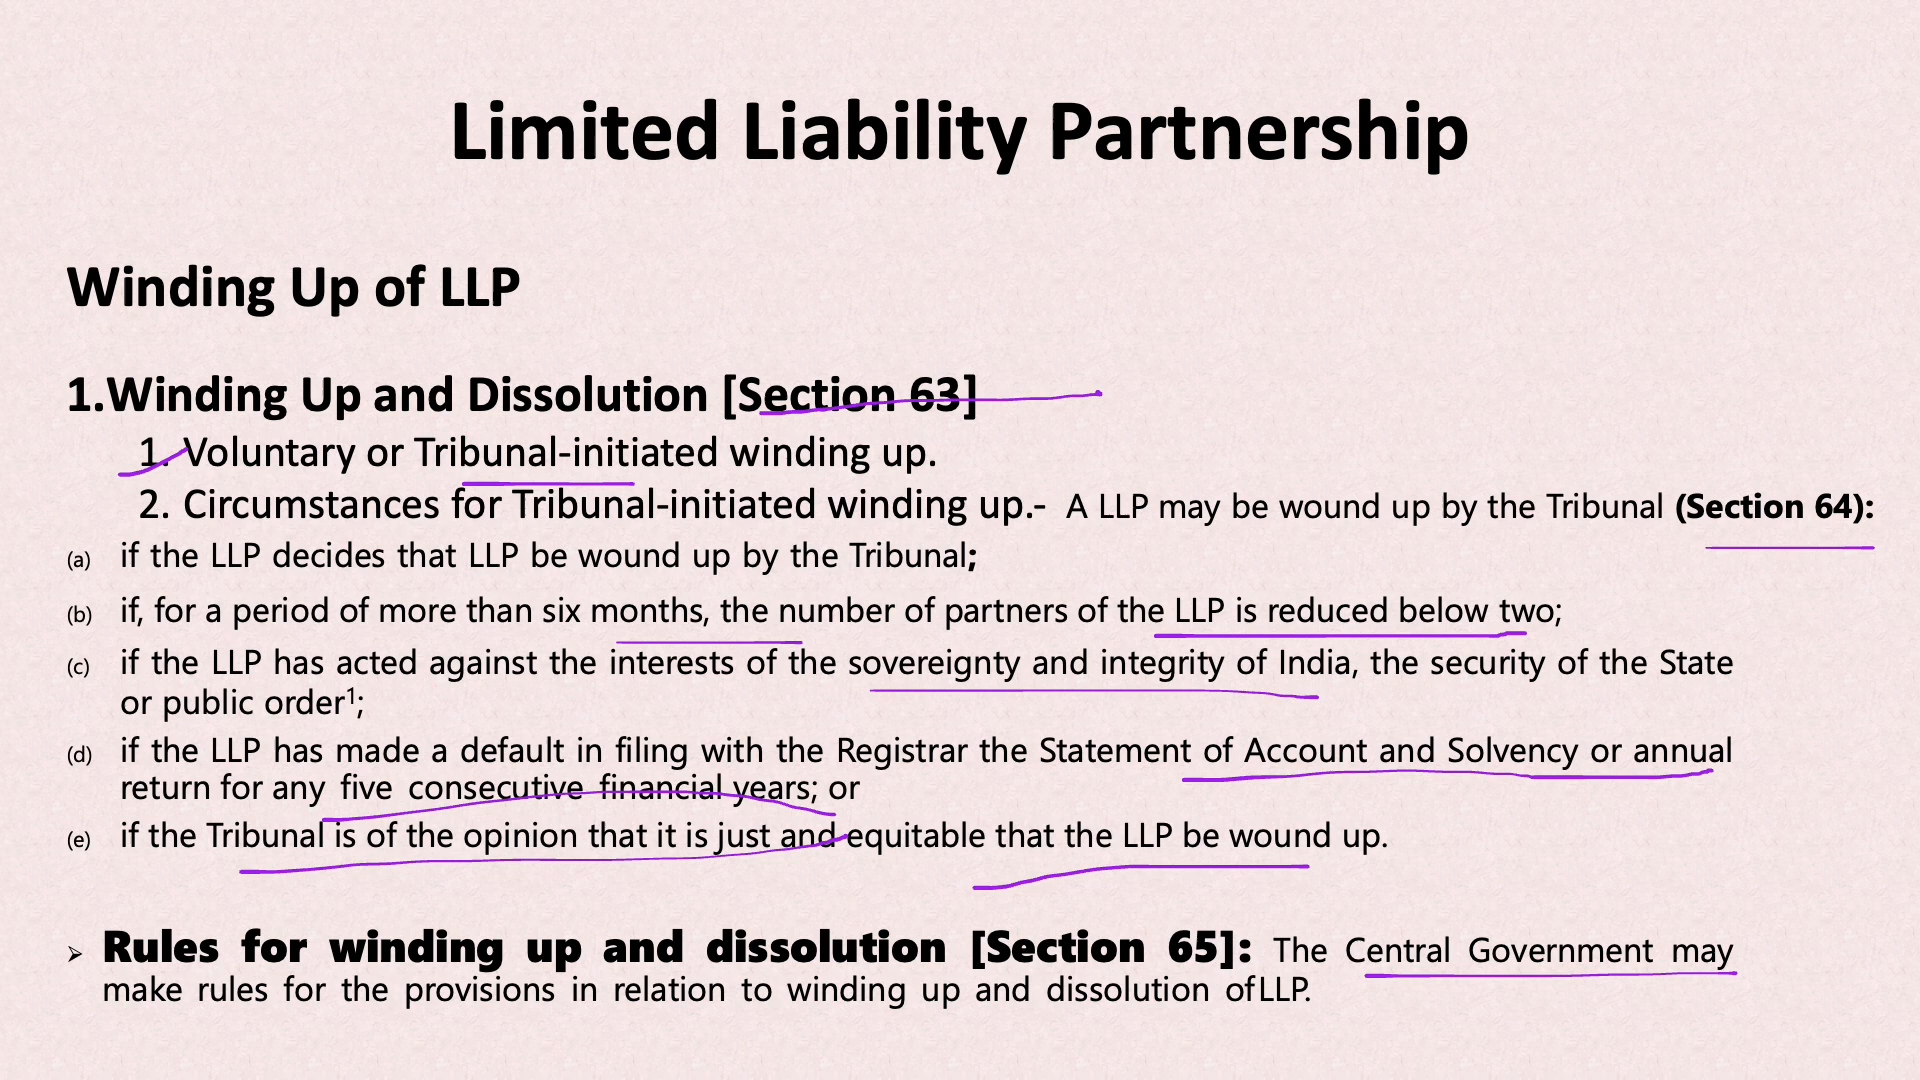 Limited Liability Partnership
Winding Up of LLP
1.Winding Up and Dissolution [Section 63]
1. Voluntary or Tribunal-initiated winding up.
2. Circumstances for Tribunal-initiated winding up.- A LLP may be wound up by the Tribunal (Section 64):
(a) if the LLP decides that LLP be wound up by the Tribunal;
(b) if, for a period of more than six months, the number of partners of the LLP is reduced below two;
(c) if the LLP has acted against the interests of the sovereignty and integrity of India, the security of the State
or public order¹;
(d) if the LLP has made a default in filing with the Registrar the Statement of Account and Solvency or annual
return for any five consecutive financial years; or
(e) if the Tribunal is of the opinion that it is just and equitable that the LLP be wound up.
➢ Rules for winding up and dissolution [Section 65]: The Central Government may
make rules for the provisions in relation to winding up and dissolution ofLLP.